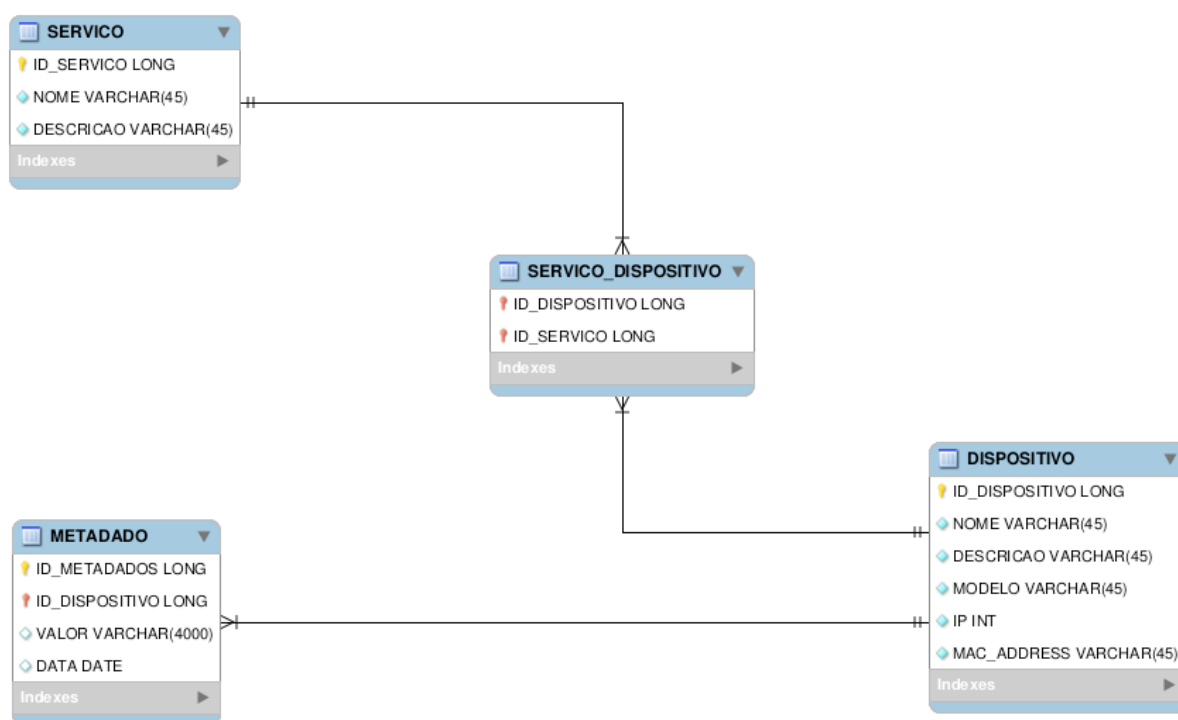 SERVICO
ID_SERVICO LONG
NOME VARCHAR(45)
DESCRICAO VARCHAR(45)
Indexes
SERVICO_DISPOSITIVO
ID_DISPOSITIVO LONG
ID_SERVICO LONG
Indexes
DISPOSITIVO
ID_DISPOSITIVO LONG
NOME VARCHAR(45)
DESCRICAO VARCHAR(45)
MODELO VARCHAR(45)
IP INT
MAC_ADDRESS VARCHAR(45)
Indexes
METADADO
ID_METADADOS LONG
ID_DISPOSITIVO LONG
VALOR VARCHAR(4000)
DATA DATE
Indexes